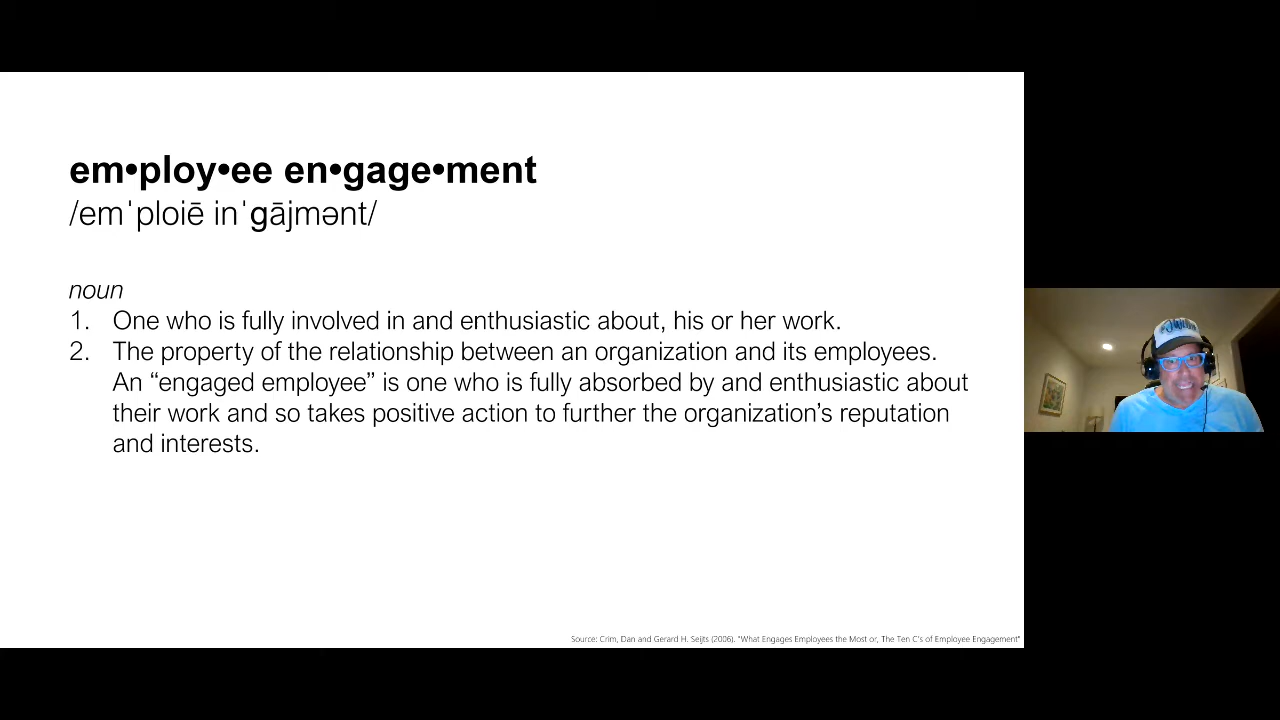 em•ploy•ee en•gage•ment
/emˈploiē inˈgājmənt/
noun
1. One who is fully involved in and enthusiastic about, his or her work.
2. The property of the relationship between an organization and its employees.
An “engaged employee” is one who is fully absorbed by and enthusiastic about
their work and so takes positive action to further the organization’s reputation
and interests.
Source: Crim, Dan and Gerard H. Seijts (2006). "What Engages Employees the Most or, The Ten C's of Employee Engagement"